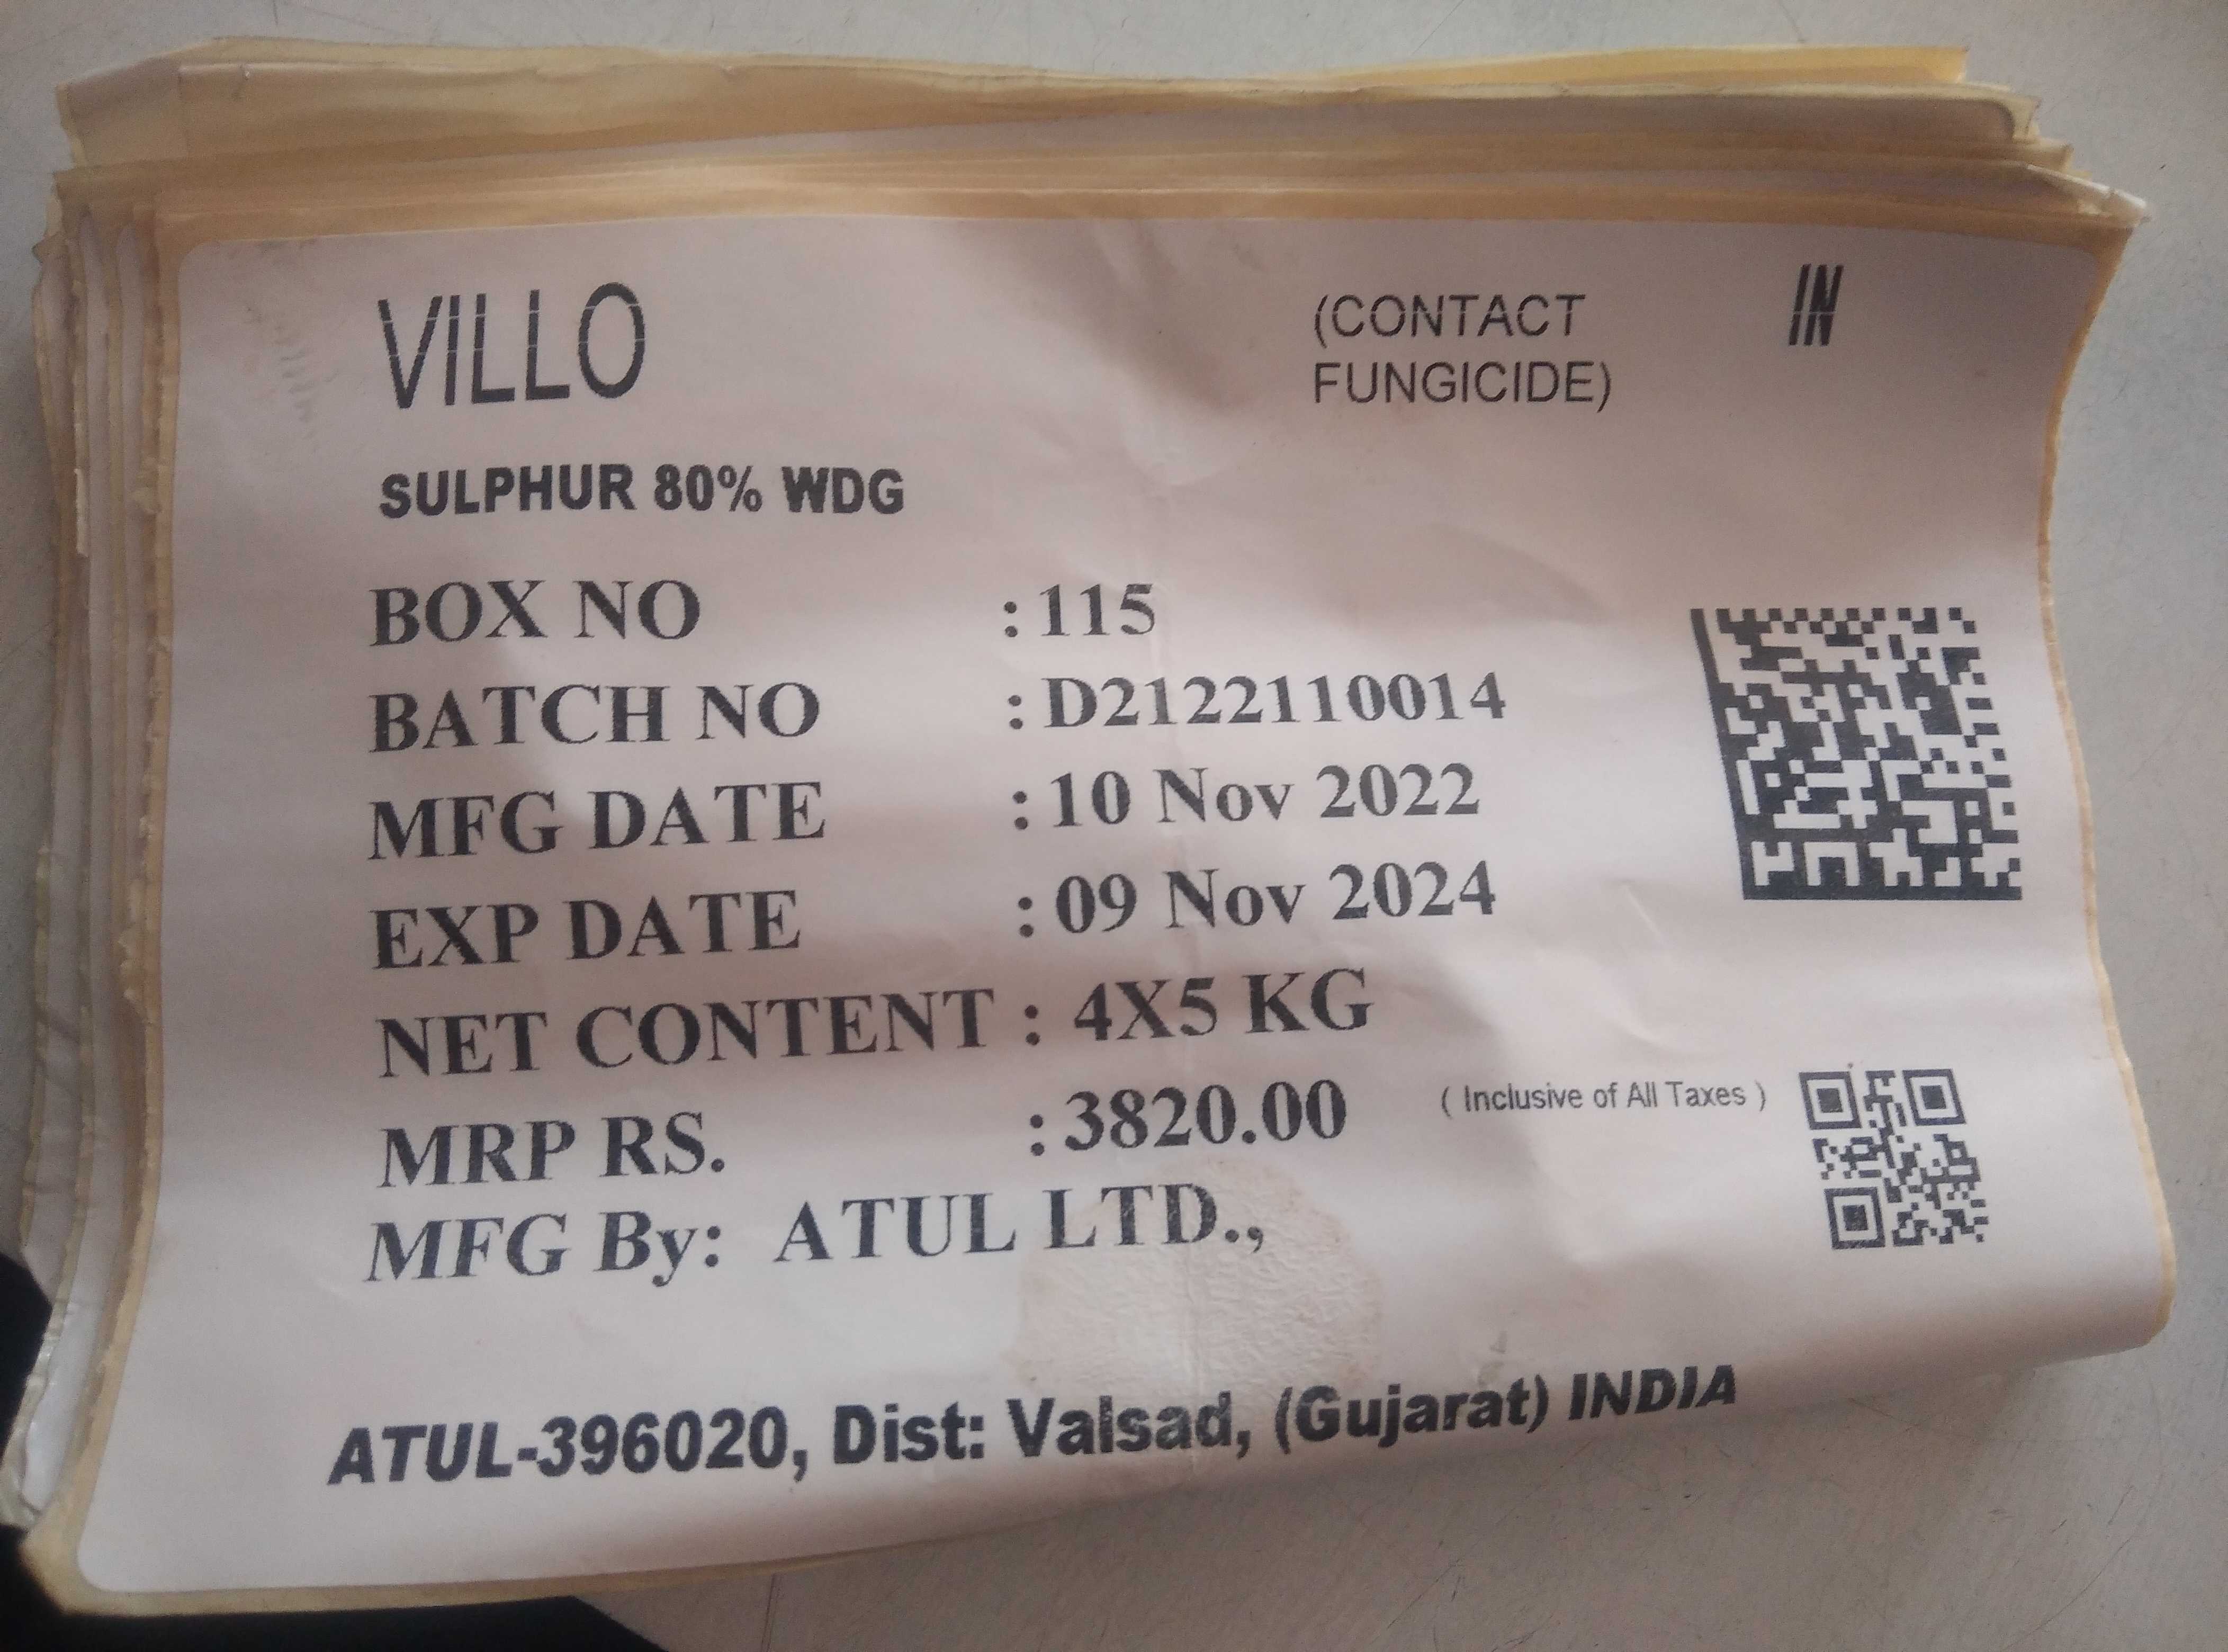 VILLO
(CONTACT
FUNGICIDE)
IN
SULPHUR 80% WDG
BOX NO : 115
BATCH NO : D2122110014
MFG DATE : 10 Nov 2022
EXP DATE : 09 Nov 2024
NET CONTENT : 4X5 KG
MRP RS. : 3820.00 ( Inclusive of All Taxes )
MFG By: ATUL LTD.,
ATUL-396020, Dist: Valsad, (Gujarat) INDIA